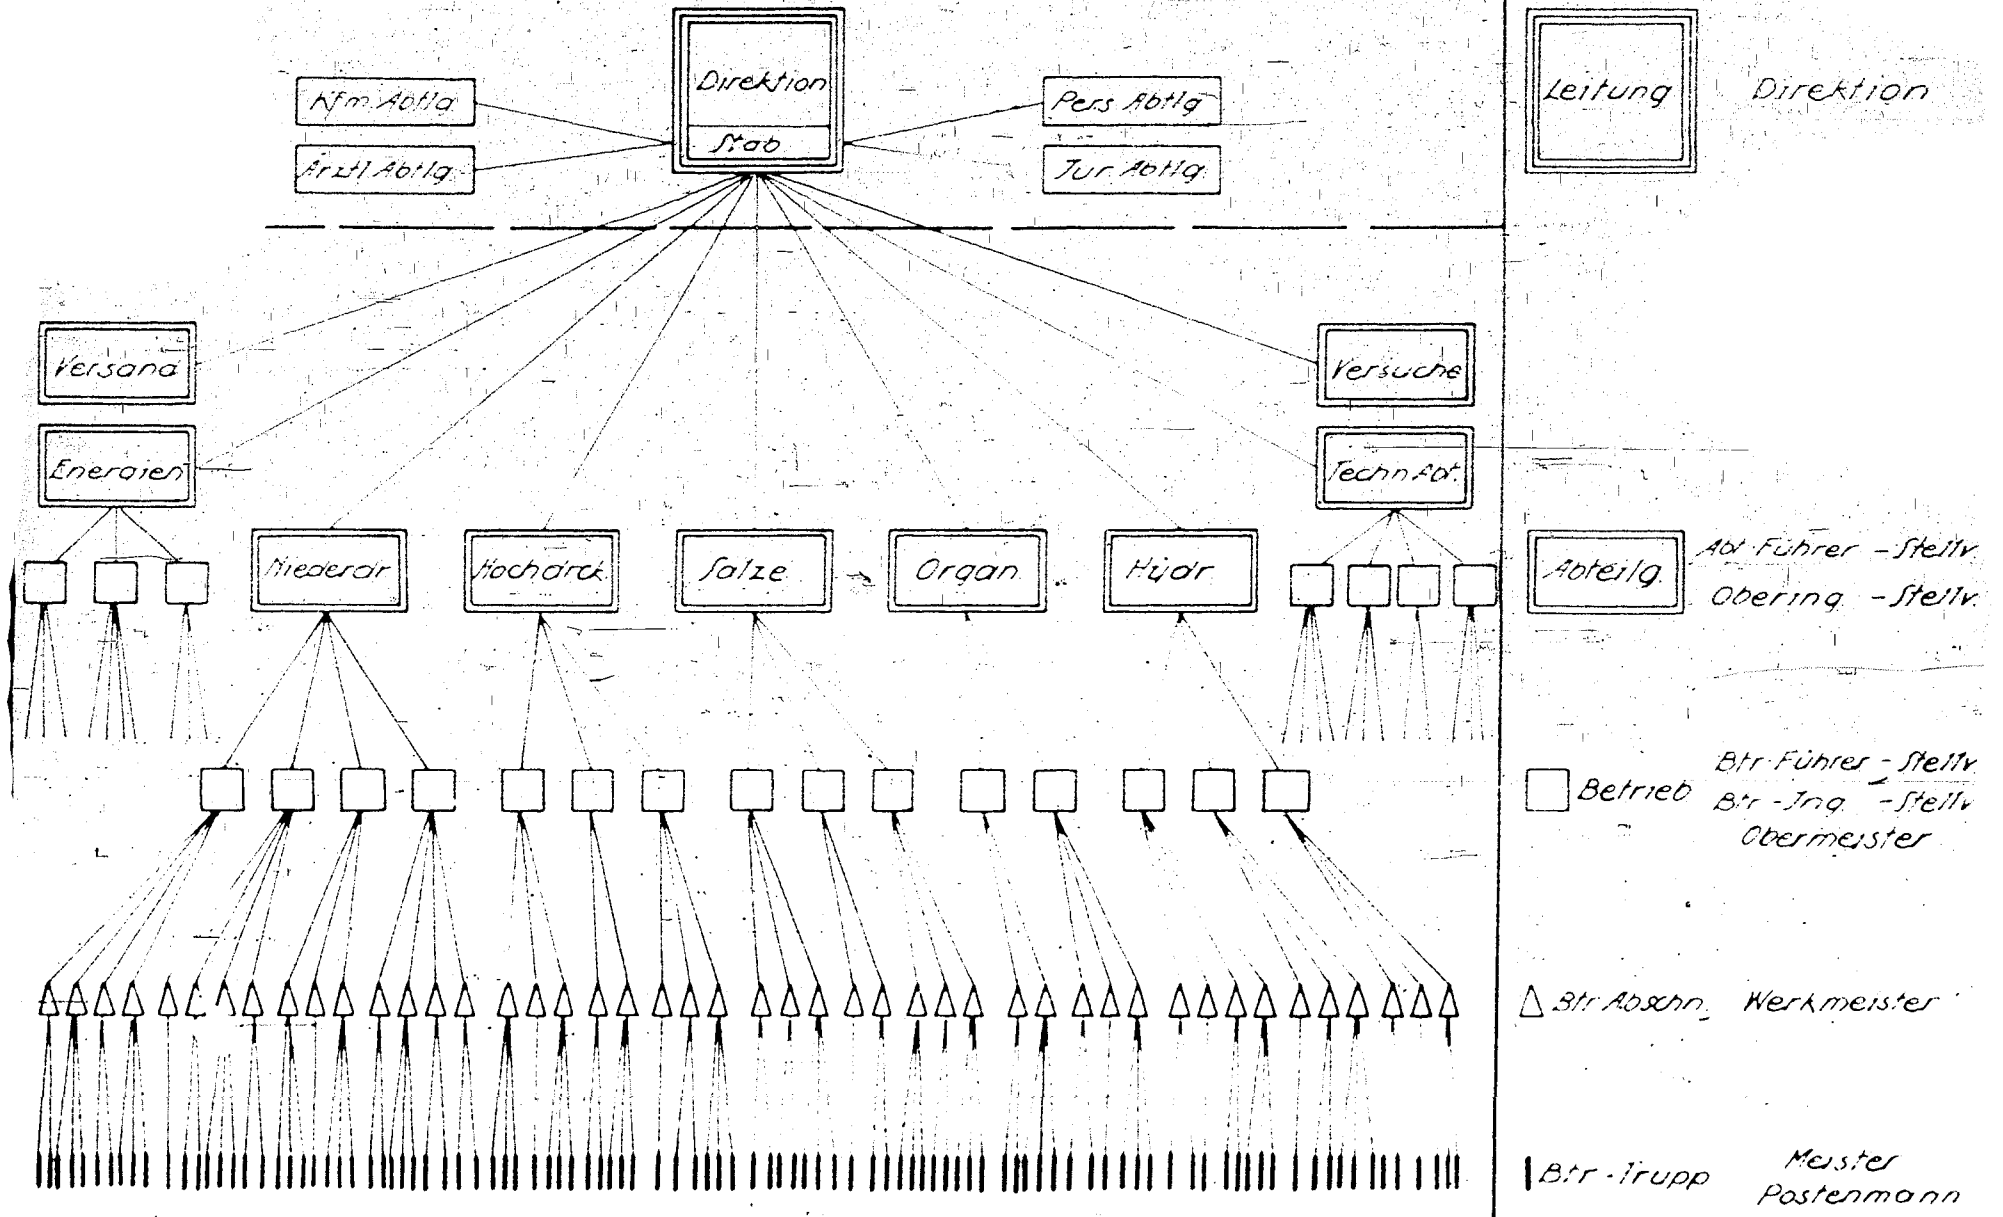 Direktion
Stab
Kfm. Abtlg
Ärztl. Abtlg.
Pers Abtlg
Jur. Abtlg.
Leitung
Direktion
Versand
Energien
Versuche
Techn Abt.
Niederdr
Hochdrck.
Salze
Organ.
Hüdr
Abteilg.
Abt. Führer - Stellv.
Obering. - Stellv.
Betrieb
Btr. Führer - Stellv.
Btr - Jng. - Stellv
Obermeister
Btr. Abschn.
Werkmeister
Btr - Trupp
Meister
Postenmann